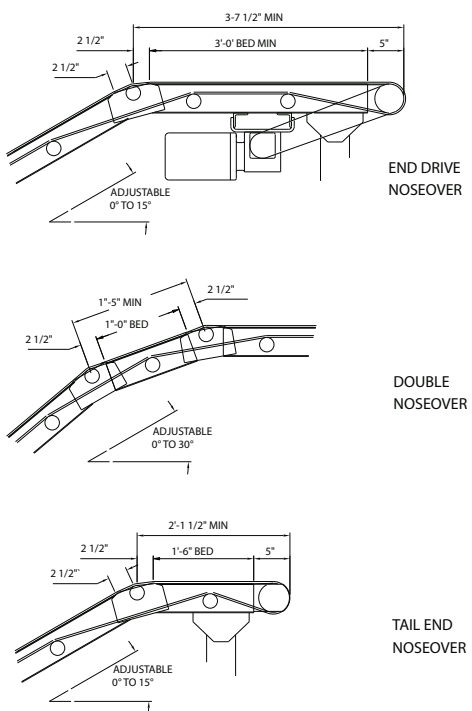 3-7 1/2" MIN
2 1/2"
3'-0' BED MIN
5"
2 1/2"
ADJUSTABLE
0° TO 15°
END DRIVE
NOSEOVER
2 1/2"
1"-5" MIN
1"-0" BED
2 1/2"
ADJUSTABLE
0° TO 30°
DOUBLE
NOSEOVER
2'-1 1/2" MIN
2 1/2"
1'-6" BED
5"
2 1/2"
ADJUSTABLE
0° TO 15°
TAIL END
NOSEOVER